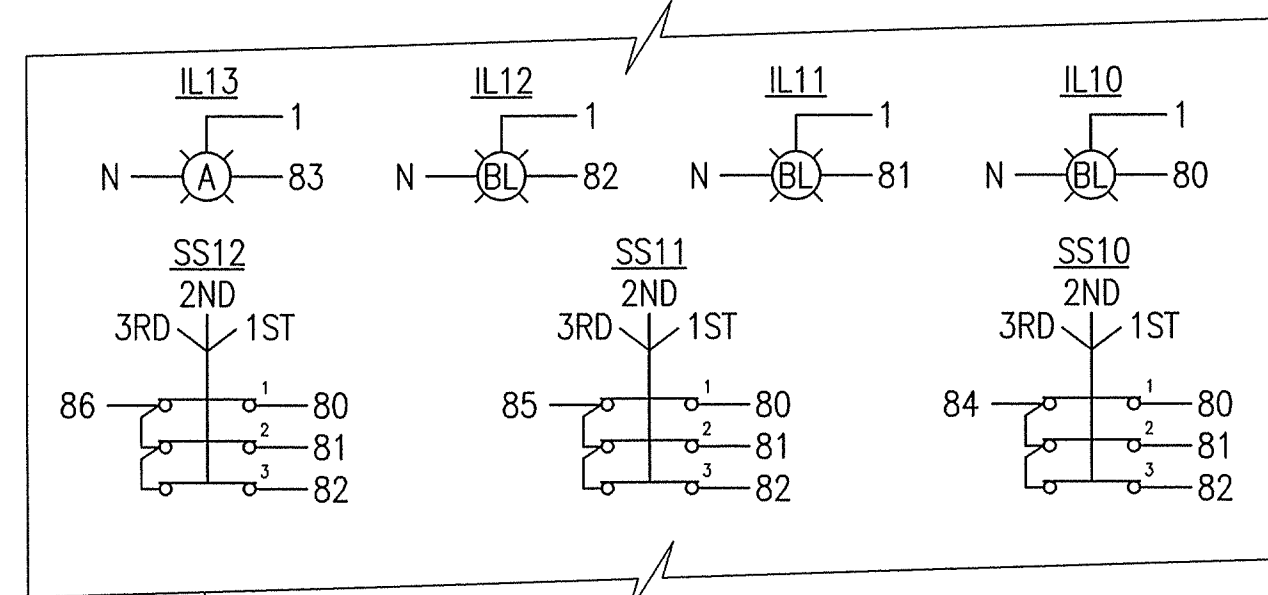 IL13 IL12 IL11 IL10
1 1 1 1
N A 83 N BL 82 N BL 81 N BL 80
SS12 SS11 SS10
2ND 2ND 2ND
3RD 1ST 3RD 1ST 3RD 1ST
86 1 80 85 1 80 84 1 80
2 81 2 81 2 81
3 82 3 82 3 82